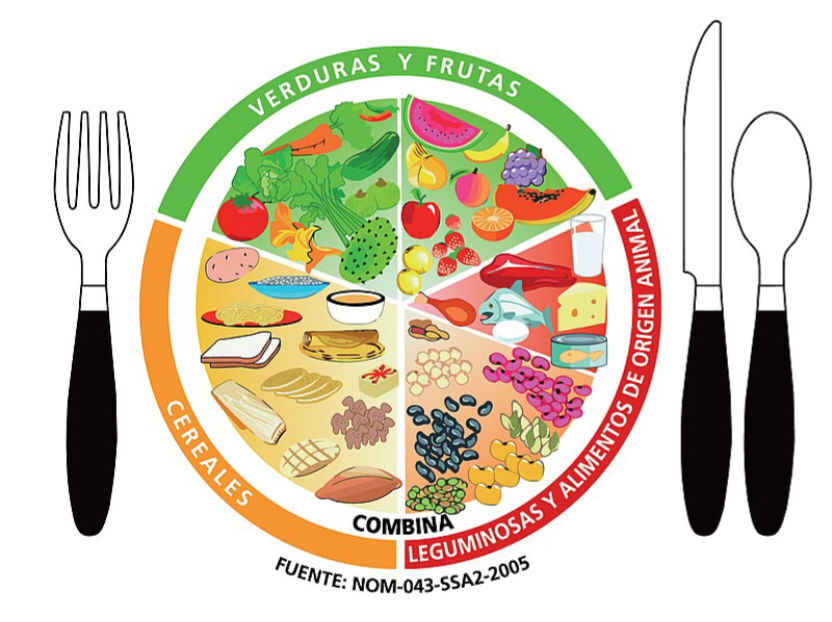 VERDURAS Y FRUTAS
CEREALES
LEGUMINOSAS Y ALIMENTOS DE ORIGEN ANIMAL
COMBINA
FUENTE: NOM-043-SSA2-2005